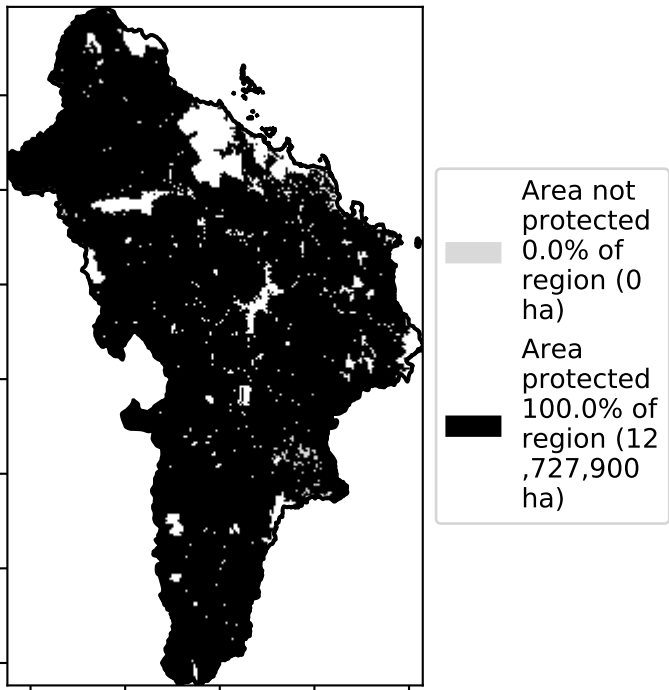 Area not
protected
0.0% of
region (0
ha)
Area
protected
100.0% of
region (12
,727,900
ha)